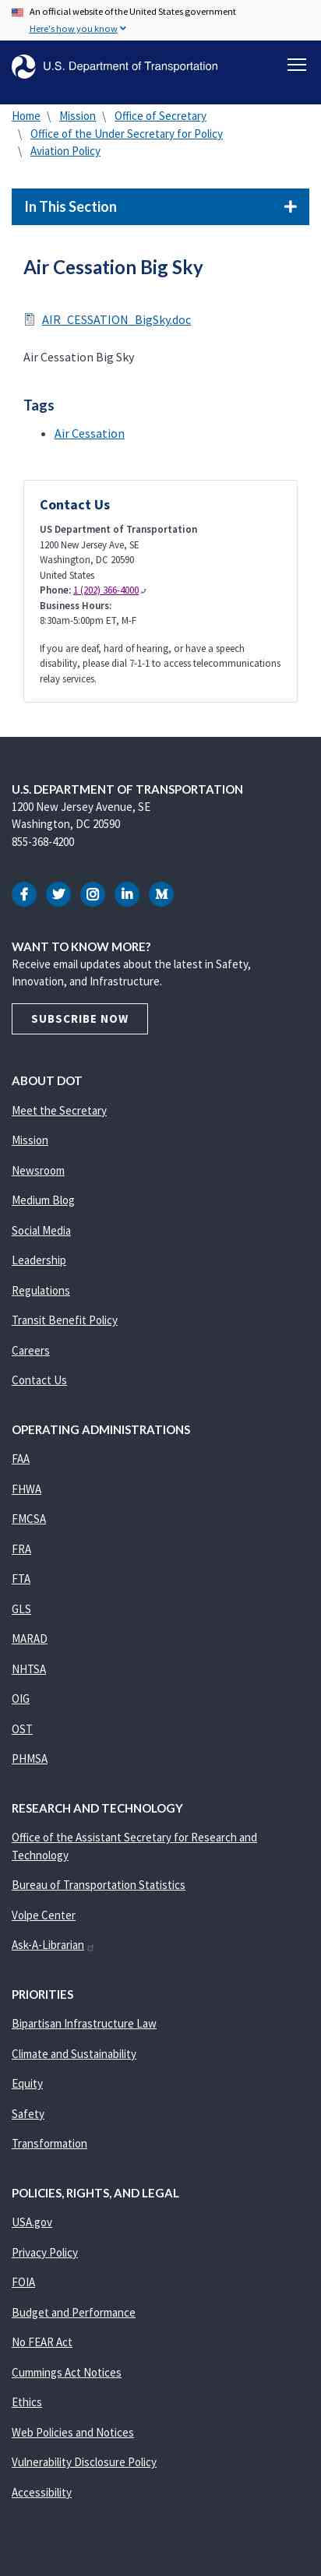 An official website of the United States government
Here's how you know
U.S. Department of Transportation
Home \ Mission \ Office of Secretary
\ Office of the Under Secretary for Policy
\ Aviation Policy
In This Section
Air Cessation Big Sky
AIR_CESSATION_BigSky.doc
Air Cessation Big Sky
Tags
• Air Cessation
Contact Us
US Department of Transportation
1200 New Jersey Ave, SE
Washington, DC 20590
United States
Phone: 1 (202) 366-4000
Business Hours:
8:30am-5:00pm ET, M-F
If you are deaf, hard of hearing, or have a speech
disability, please dial 7-1-1 to access telecommunications
relay services.
U.S. DEPARTMENT OF TRANSPORTATION
1200 New Jersey Avenue, SE
Washington, DC 20590
855-368-4200
WANT TO KNOW MORE?
Receive email updates about the latest in Safety,
Innovation, and Infrastructure.
SUBSCRIBE NOW
ABOUT DOT
Meet the Secretary
Mission
Newsroom
Medium Blog
Social Media
Leadership
Regulations
Transit Benefit Policy
Careers
Contact Us
OPERATING ADMINISTRATIONS
FAA
FHWA
FMCSA
FRA
FTA
GLS
MARAD
NHTSA
OIG
OST
PHMSA
RESEARCH AND TECHNOLOGY
Office of the Assistant Secretary for Research and
Technology
Bureau of Transportation Statistics
Volpe Center
Ask-A-Librarian
PRIORITIES
Bipartisan Infrastructure Law
Climate and Sustainability
Equity
Safety
Transformation
POLICIES, RIGHTS, AND LEGAL
USA.gov
Privacy Policy
FOIA
Budget and Performance
No FEAR Act
Cummings Act Notices
Ethics
Web Policies and Notices
Vulnerability Disclosure Policy
Accessibility